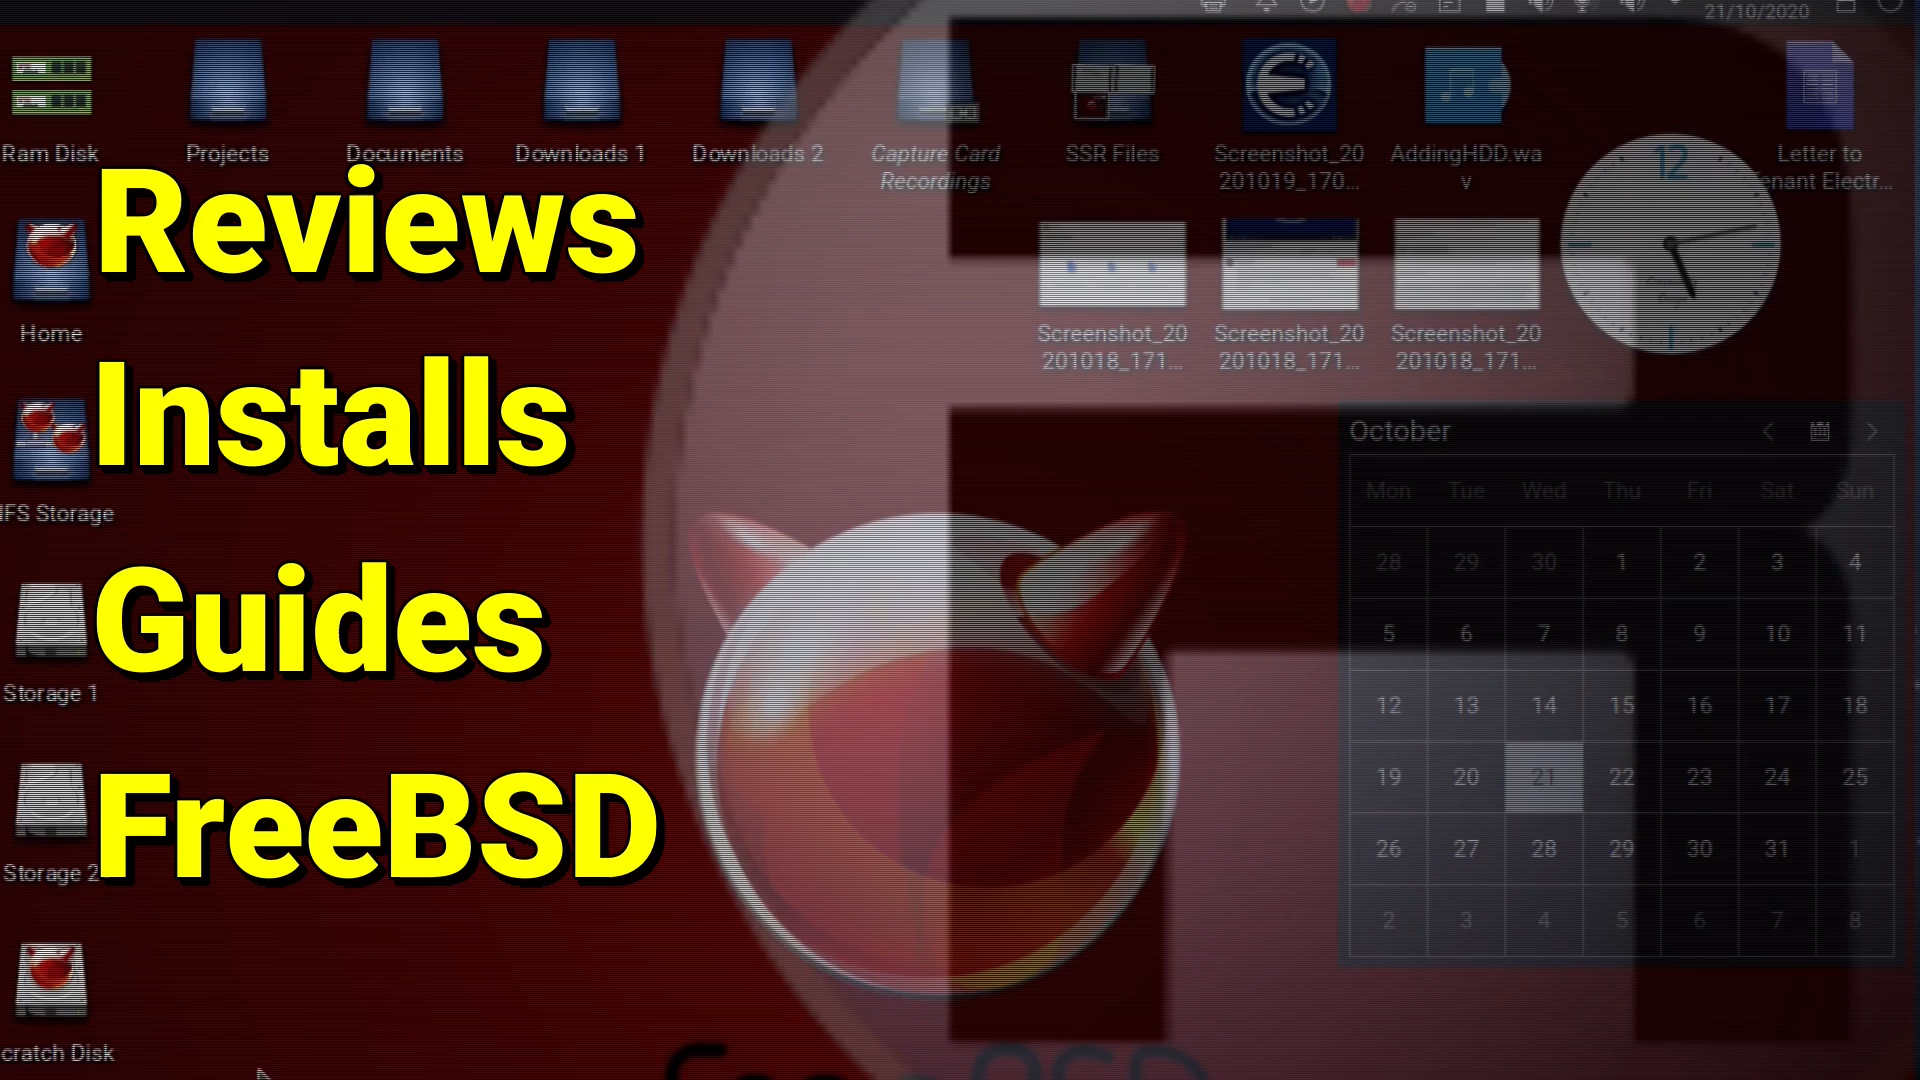 21/10/2020
Ram Disk
Projects
Documents
Downloads 1
Downloads 2
Capture Card
Recordings
SSR Files
Screenshot_20
201019_170...
AddingHDD.wa
v
12
Letter to
enant Electr...
Reviews
Home
Screenshot_20
201018_171...
Screenshot_20
201018_171...
Screenshot_20
201018_171...
Installs
October
Mon Tue Wed Thu Fri Sat Sun
28 29 30 1 2 3 4
5 6 7 8 9 10 11
12 13 14 15 16 17 18
19 20 21 22 23 24 25
26 27 28 29 30 31 1
2 3 4 5 6 7 8
IFS Storage
Guides
Storage 1
FreeBSD
Storage 2
cratch Disk